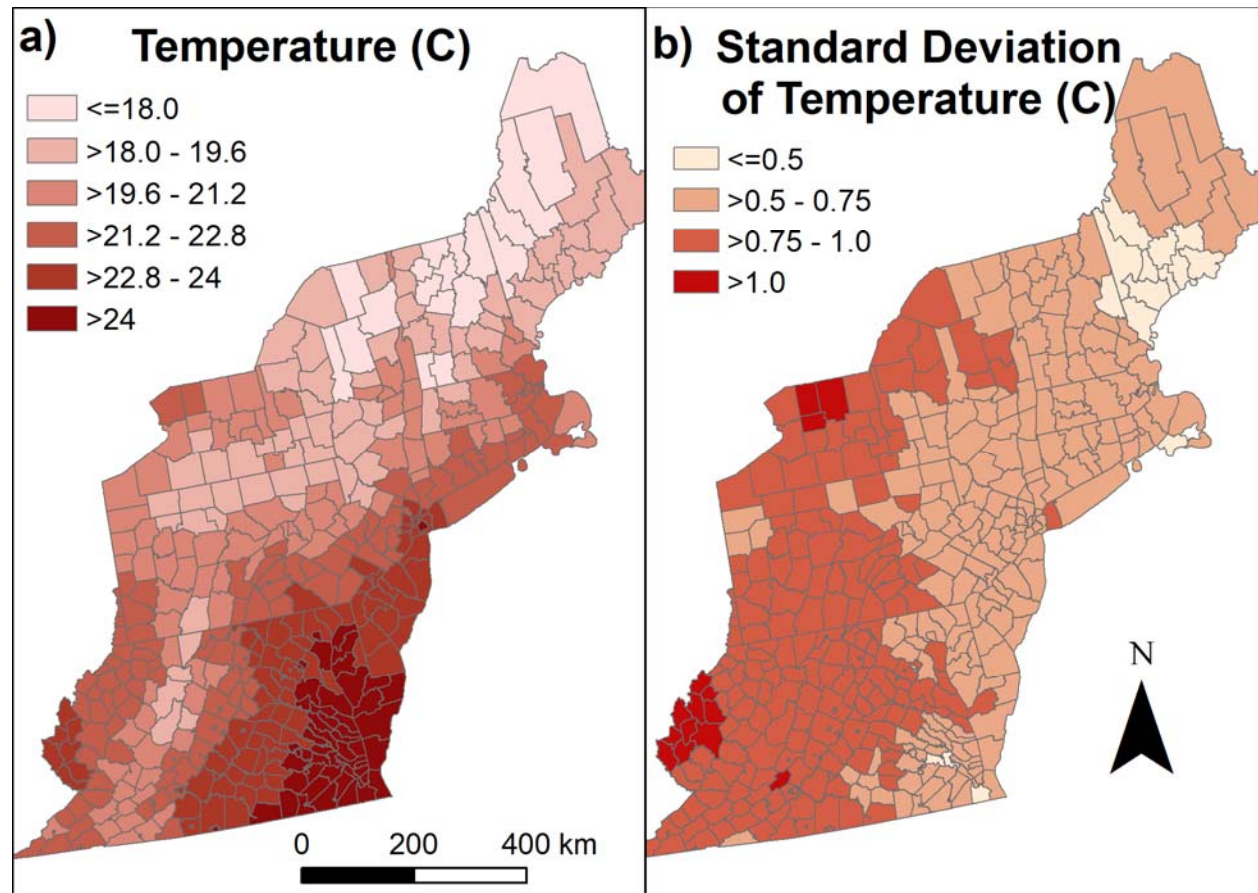 a) Temperature (C)
<=18.0
>18.0 - 19.6
>19.6 - 21.2
>21.2 - 22.8
>22.8 - 24
>24
0 200 400 km
b) Standard Deviation
of Temperature (C)
<=0.5
>0.5 - 0.75
>0.75 - 1.0
>1.0
N